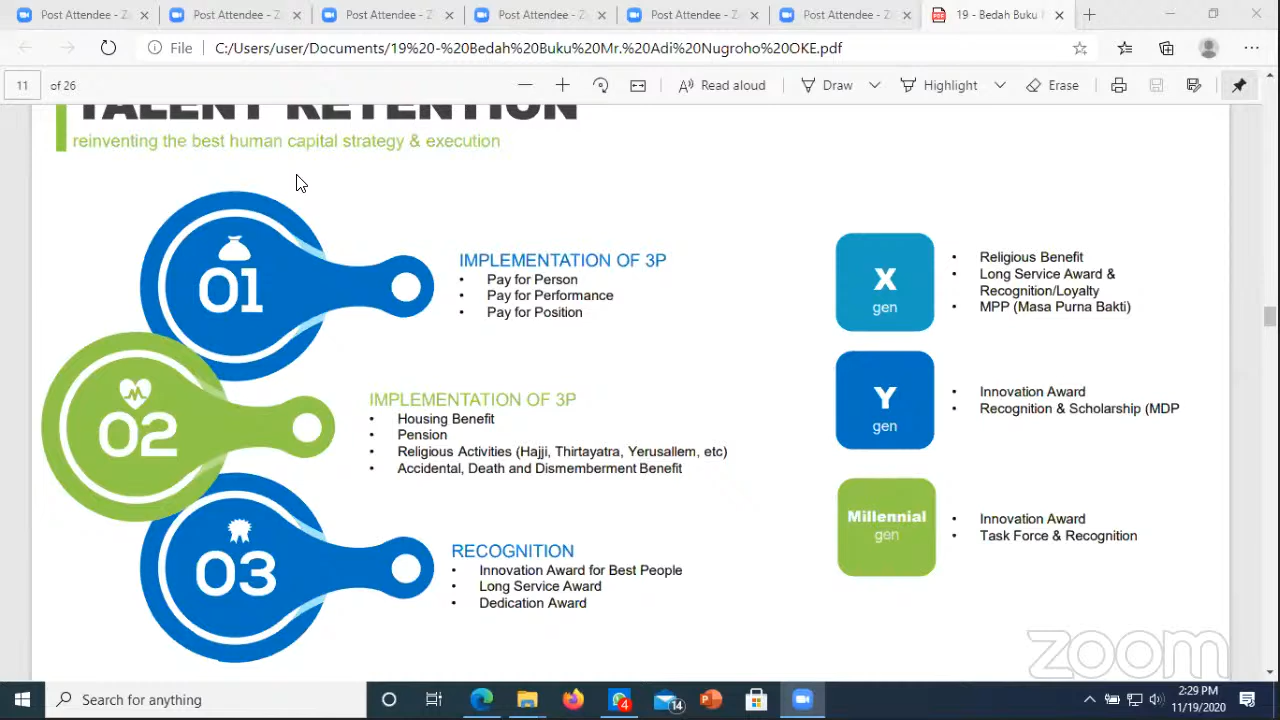 Post Attendee - Z
Post Attendee - Z
Post Attendee - Z
Post Attendee - Z
Post Attendee - Z
Post Attendee - Z
19 - Bedah Buku
File
C:/Users/user/Documents/19%20-%20Bedah%20Buku%20Mr.%20Adi%20Nugroho%20OKE.pdf
11 of 26
Read aloud
Draw
Highlight
Erase
TALENT RETENTION
reinventing the best human capital strategy & execution
01
IMPLEMENTATION OF 3P
• Pay for Person
• Pay for Performance
• Pay for Position
02
IMPLEMENTATION OF 3P
• Housing Benefit
• Pension
• Religious Activities (Hajji, Thirtayatra, Yerusallem, etc)
• Accidental, Death and Dismemberment Benefit
03
RECOGNITION
• Innovation Award for Best People
• Long Service Award
• Dedication Award
X
gen
• Religious Benefit
• Long Service Award &
Recognition/Loyalty
• MPP (Masa Purna Bakti)
Y
gen
• Innovation Award
• Recognition & Scholarship (MDP
Millennial
gen
• Innovation Award
• Task Force & Recognition
zoom
Search for anything
4
14
2:29 PM
11/19/2020